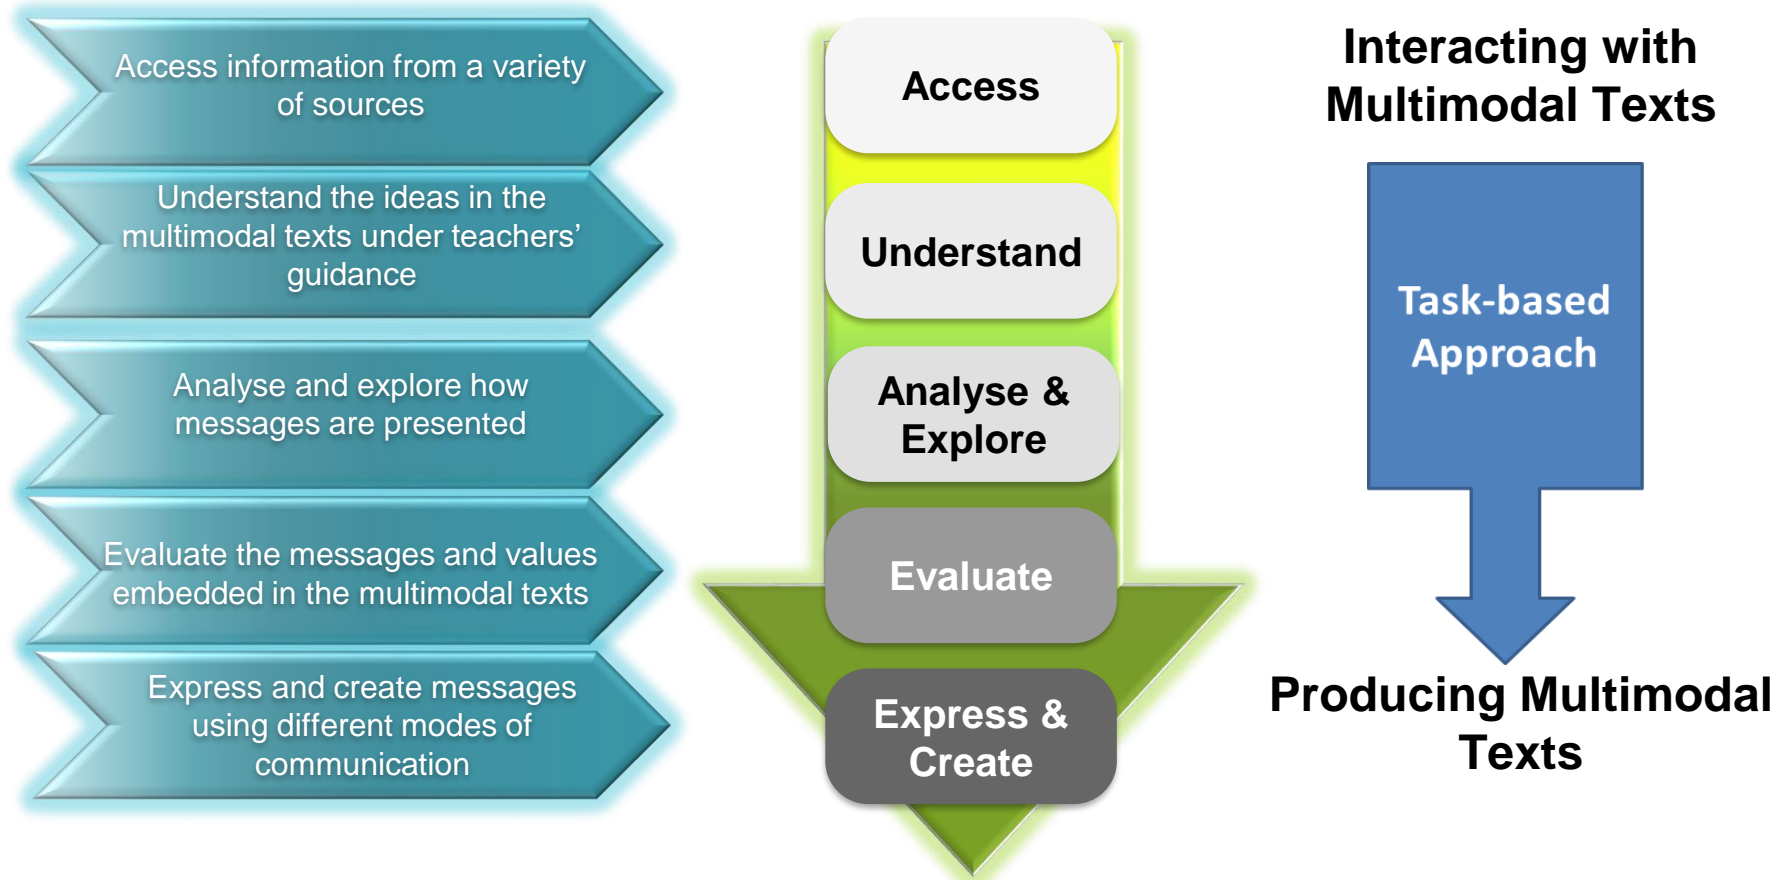 Access information from a variety
of sources
Understand the ideas in the
multimodal texts under teachers’
guidance
Analyse and explore how
messages are presented
Evaluate the messages and values
embedded in the multimodal texts
Express and create messages
using different modes of
communication
Access
Understand
Analyse &
Explore
Evaluate
Express &
Create
Interacting with
Multimodal Texts
Task-based
Approach
Producing Multimodal
Texts